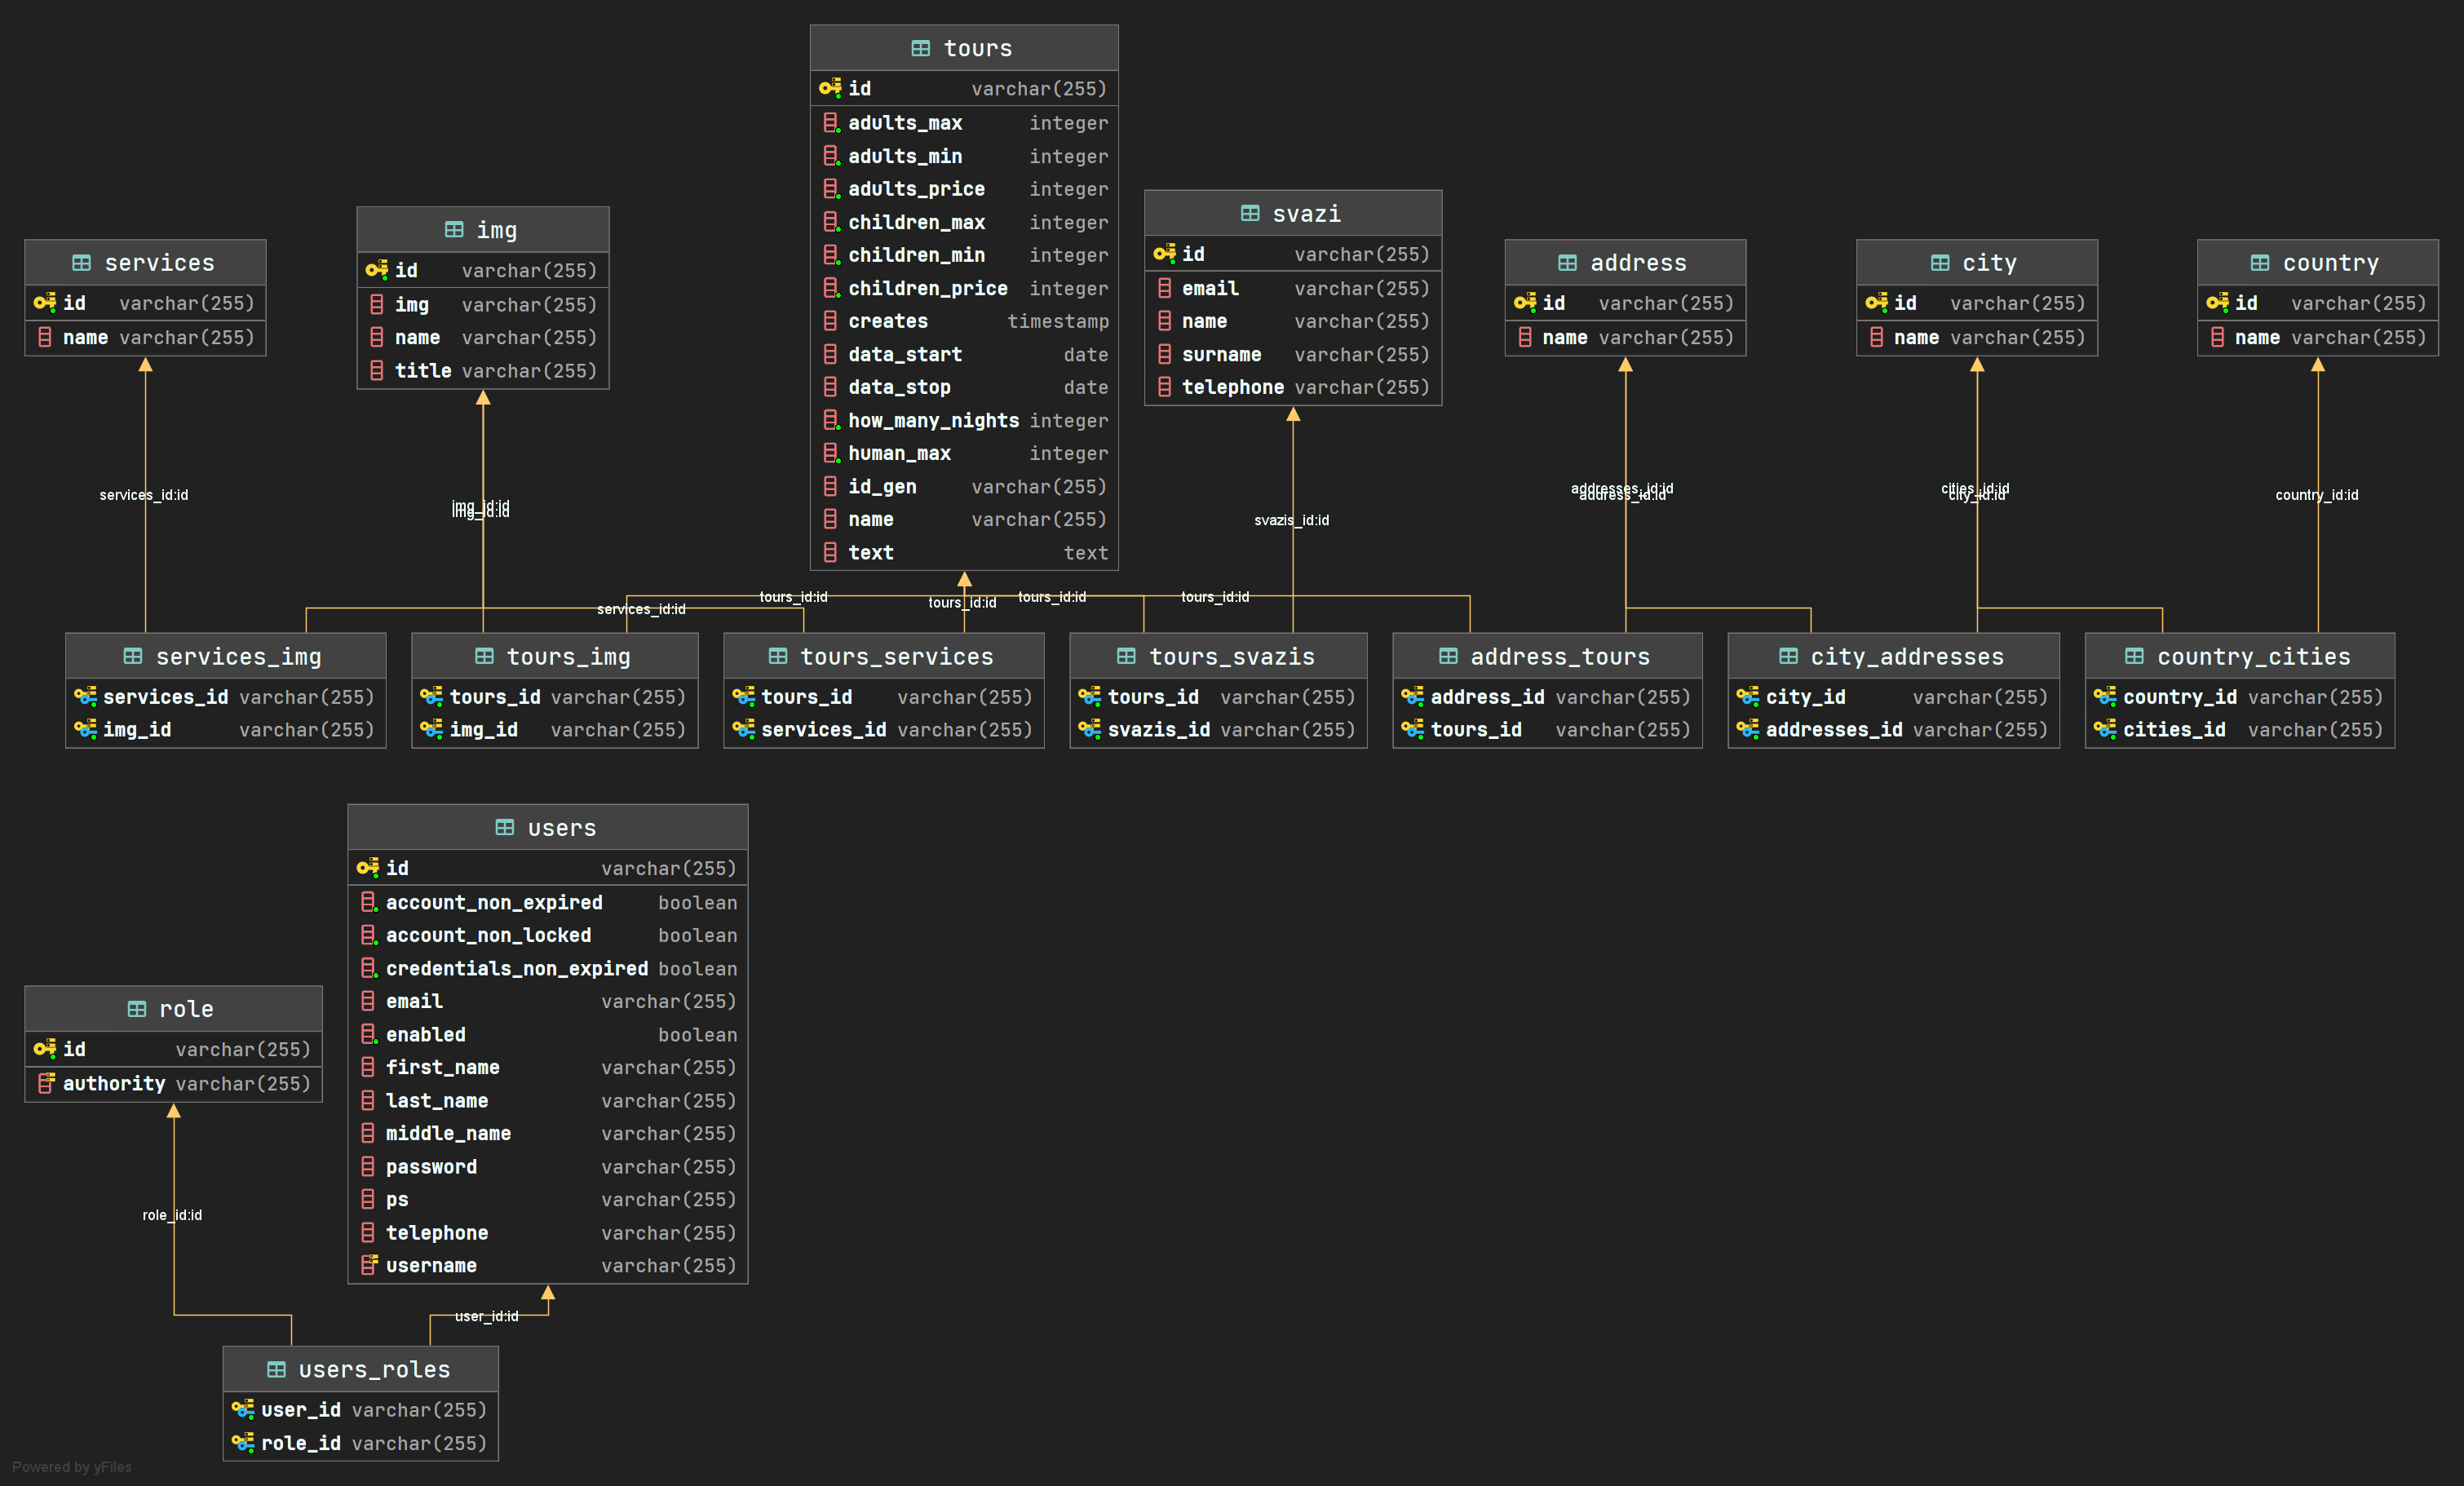 tours
id varchar(255)
adults_max integer
adults_min integer
adults_price integer
children_max integer
children_min integer
children_price integer
creates timestamp
data_start date
data_stop date
how_many_nights integer
human_max integer
id_gen varchar(255)
name varchar(255)
text text
svazi
id varchar(255)
email varchar(255)
name varchar(255)
surname varchar(255)
telephone varchar(255)
img
id varchar(255)
img varchar(255)
name varchar(255)
title varchar(255)
services
id varchar(255)
name varchar(255)
address
id varchar(255)
name varchar(255)
city
id varchar(255)
name varchar(255)
country
id varchar(255)
name varchar(255)
services_id:id
img_id:id
img_id:id
svazis_id:id
addresses_id:id
address_id:id
cities_id:id
city_id:id
country_id:id
tours_id:id
services_id:id
tours_id:id
tours_id:id
tours_id:id
services_img
services_id varchar(255)
img_id varchar(255)
tours_img
tours_id varchar(255)
img_id varchar(255)
tours_services
tours_id varchar(255)
services_id varchar(255)
tours_svazis
tours_id varchar(255)
svazis_id varchar(255)
address_tours
address_id varchar(255)
tours_id varchar(255)
city_addresses
city_id varchar(255)
addresses_id varchar(255)
country_cities
country_id varchar(255)
cities_id varchar(255)
users
id varchar(255)
account_non_expired boolean
account_non_locked boolean
credentials_non_expired boolean
email varchar(255)
enabled boolean
first_name varchar(255)
last_name varchar(255)
middle_name varchar(255)
password varchar(255)
ps varchar(255)
telephone varchar(255)
username varchar(255)
role
id varchar(255)
authority varchar(255)
role_id:id
user_id:id
users_roles
user_id varchar(255)
role_id varchar(255)
Powered by yFiles